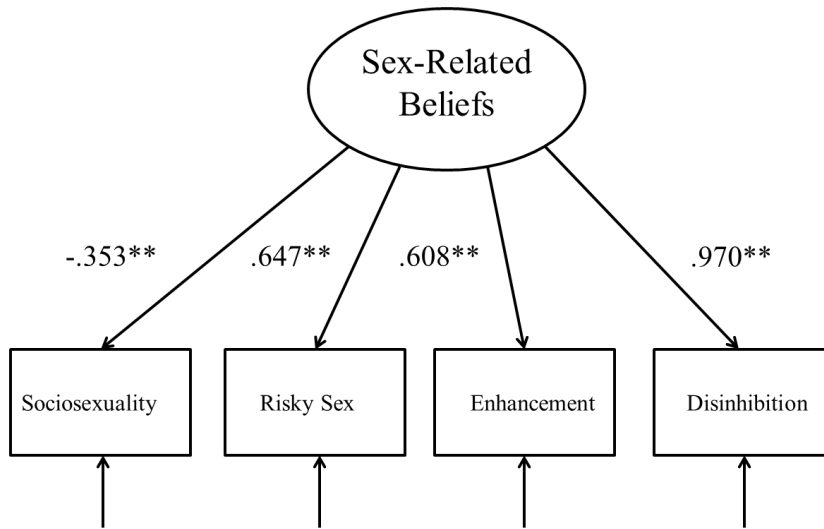 Sex-Related
Beliefs
-.353**
.647**
.608**
.970**
Sociosexuality
Risky Sex
Enhancement
Disinhibition